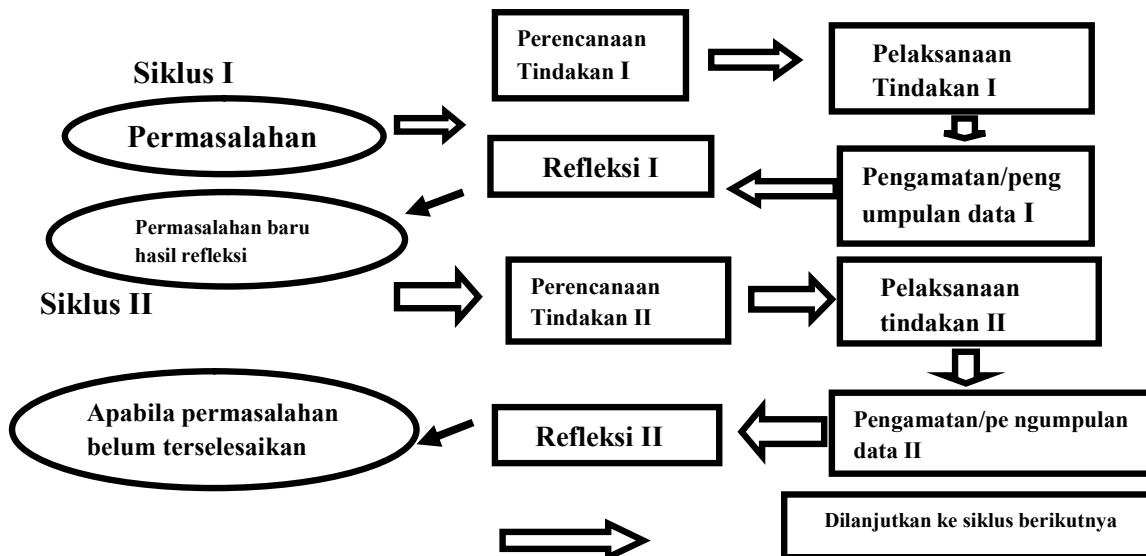 Siklus I
Permasalahan
Perencanaan
Tindakan I
Pelaksanaan
Tindakan I
Pengamatan/peng
umpulan data I
Refleksi I
Permasalahan baru
hasil refleksi
Siklus II
Perencanaan
Tindakan II
Pelaksanaan
tindakan II
Pengamatan/pe ngumpulan
data II
Refleksi II
Apabila permasalahan
belum terselesaikan
Dilanjutkan ke siklus berikutnya